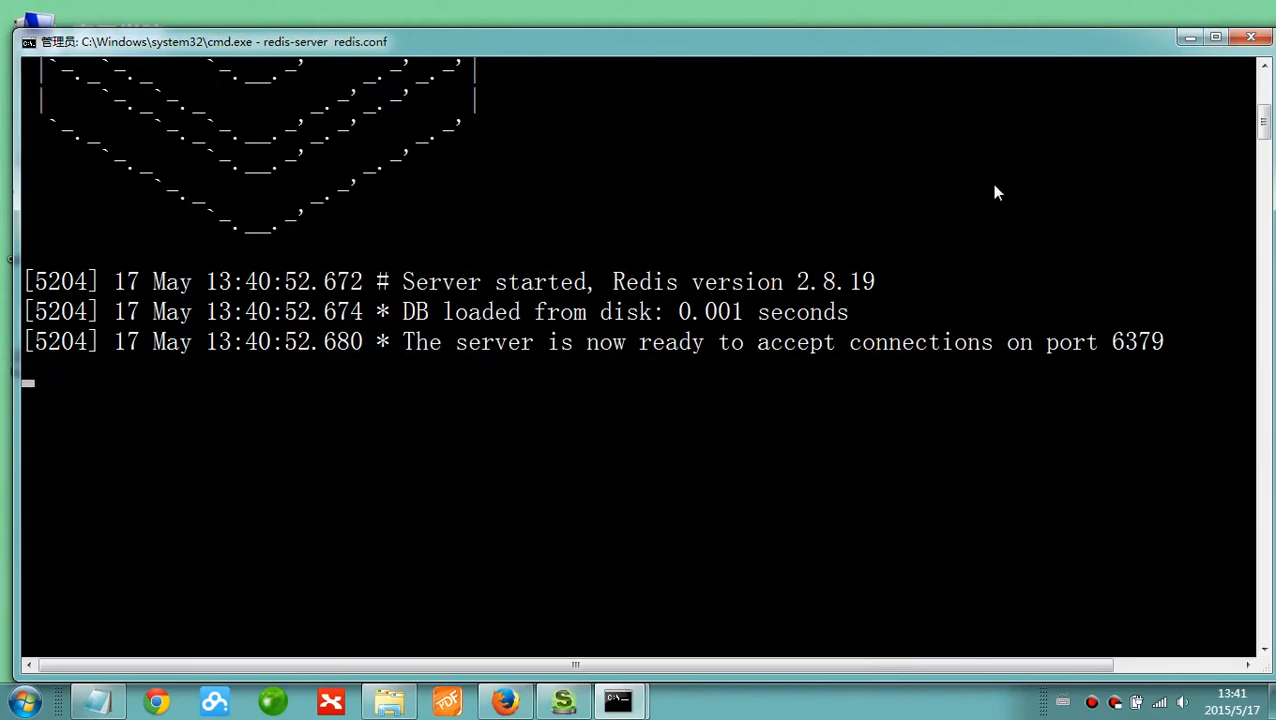 管理员: C:\Windows\system32\cmd.exe - redis-server  redis.conf
[5204] 17 May 13:40:52.672 # Server started, Redis version 2.8.19
[5204] 17 May 13:40:52.674 * DB loaded from disk: 0.001 seconds
[5204] 17 May 13:40:52.680 * The server is now ready to accept connections on port 6379
PDF
13:41
2015/5/17